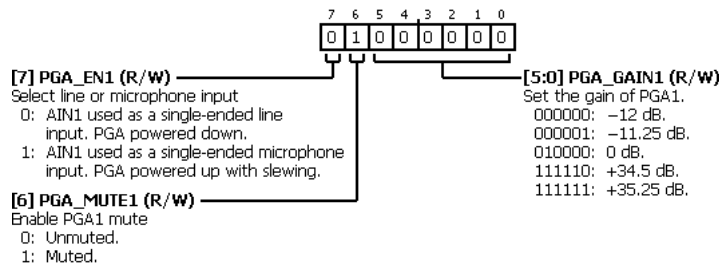 7 6 5 4 3 2 1 0
0 1 0 0 0 0 0 0
[7] PGA_EN1 (R/W)
Select line or microphone input
0: AIN1 used as a single-ended line
input. PGA powered down.
1: AIN1 used as a single-ended microphone
input. PGA powered up with slewing.
[6] PGA_MUTE1 (R/W)
Enable PGA1 mute
0: Unmuted.
1: Muted.
[5:0] PGA_GAIN1 (R/W)
Set the gain of PGA1.
000000: −12 dB.
000001: −11.25 dB.
010000: 0 dB.
111110: +34.5 dB.
111111: +35.25 dB.